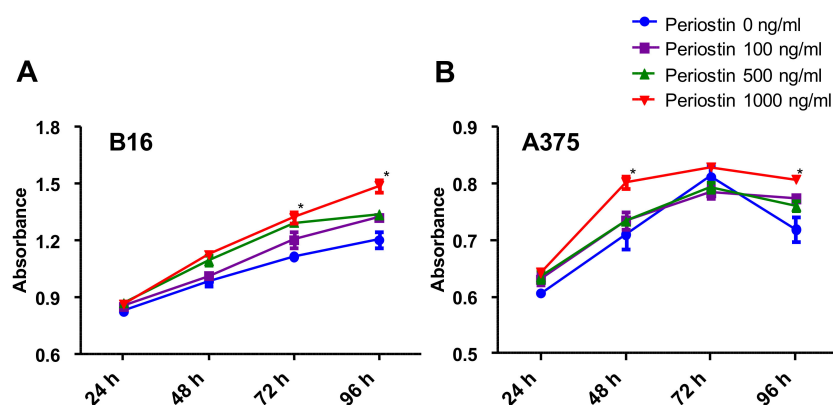 Periostin 0 ng/ml
Periostin 100 ng/ml
Periostin 500 ng/ml
Periostin 1000 ng/ml
A
B16
Absorbance
1.8
1.5
1.2
0.9
0.6
*
*
24 h
48 h
72 h
96 h
B
A375
Absorbance
0.9
0.8
0.7
0.6
0.5
*
*
24 h
48 h
72 h
96 h